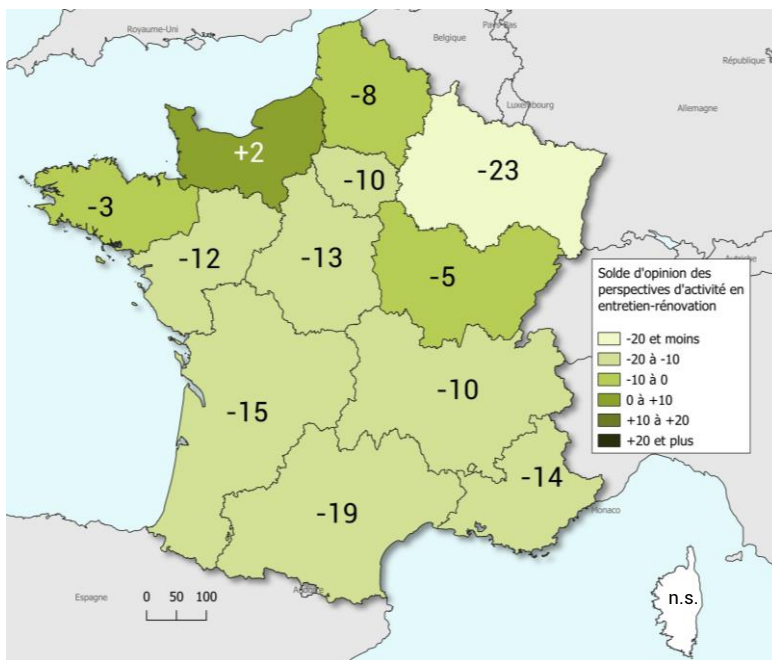 Royaume-Uni
Pays-Bas
Belgique
République
Luxembourg
Allemagne
-8
+2
-10
-23
-3
-12
-13
-5
Autriche
Solde d'opinion des
perspectives d'activité en
entretien-rénovation
-20 et moins
-20 à -10
-10 à 0
0 à +10
+10 à +20
+20 et plus
-10
-15
-14
-19
Monaco
Espagne
Andorre
0 50 100
n.s.